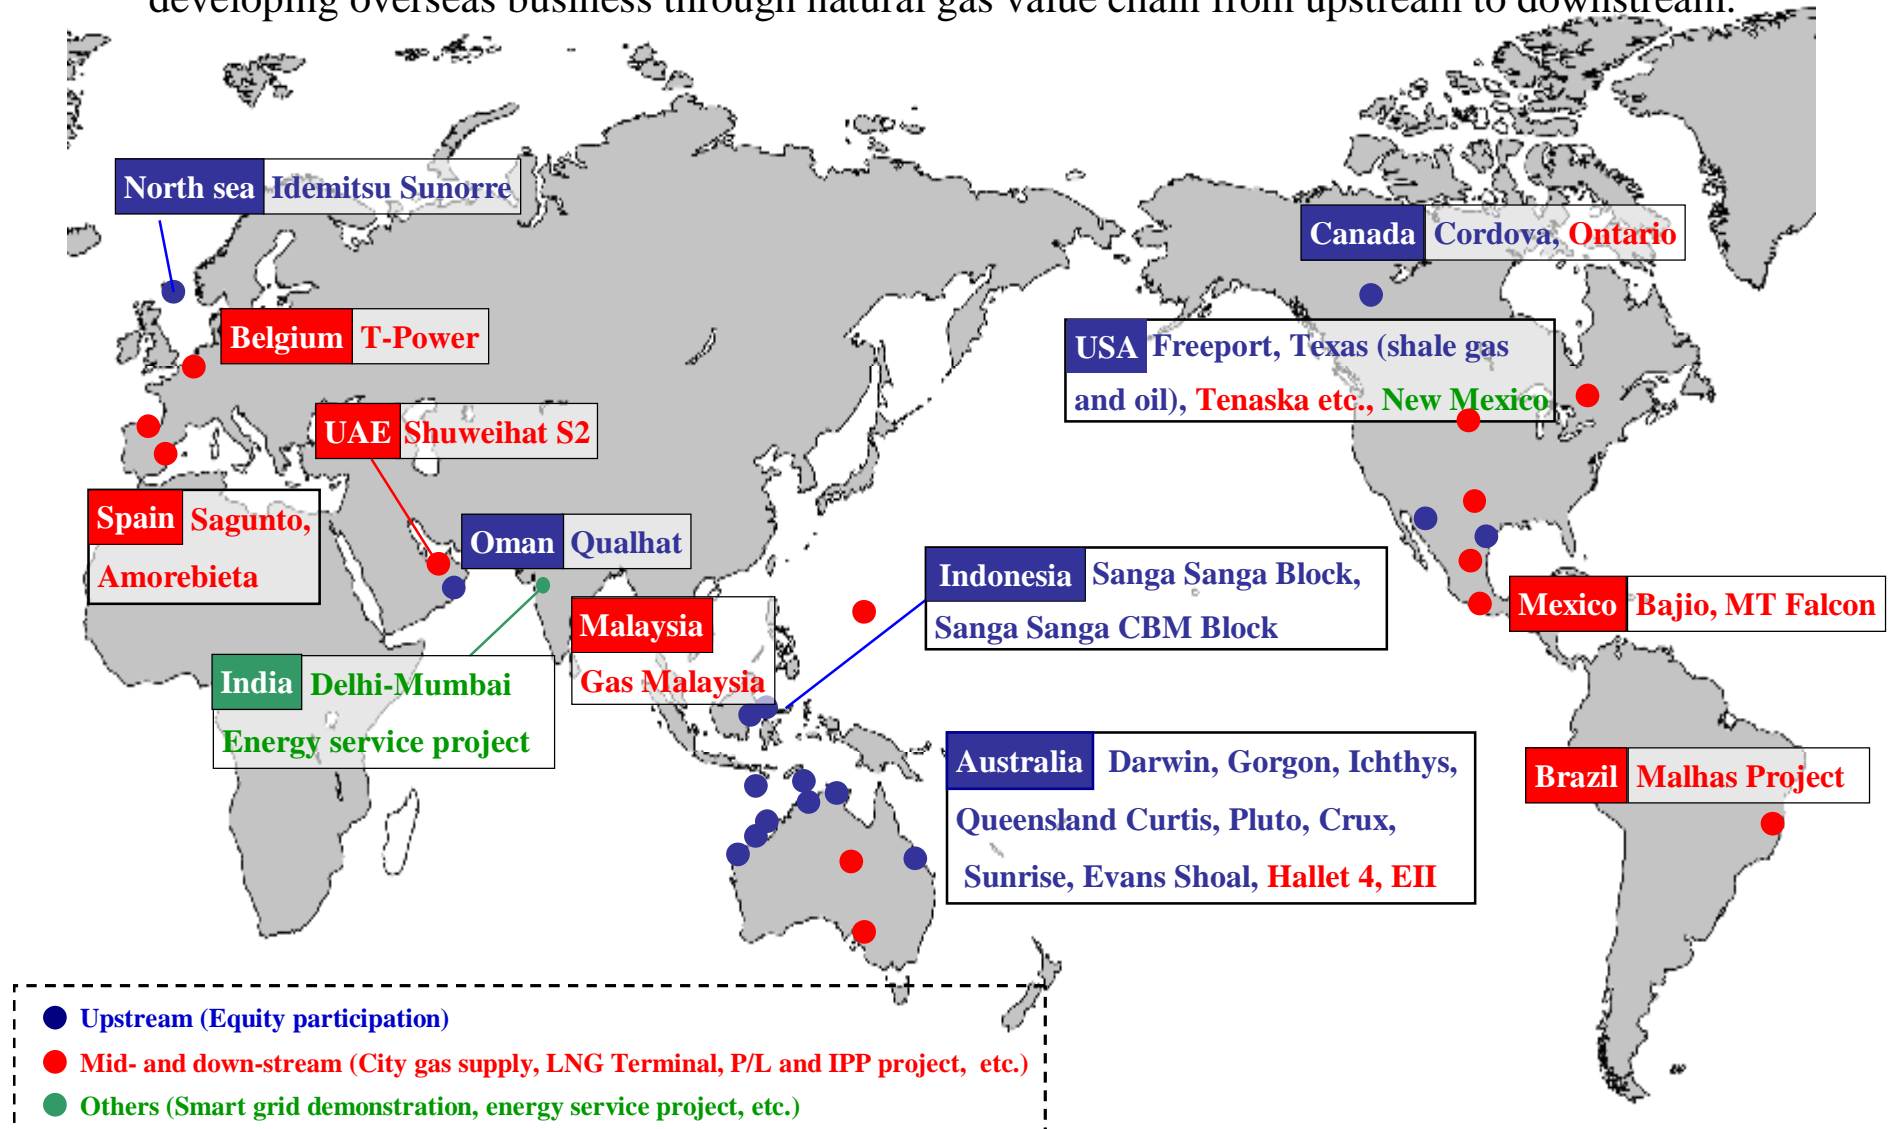 developing overseas business through natural gas value chain from upstream to downstream.
North sea Idemitsu Sunorre
Canada Cordova, Ontario
Belgium T-Power
USA Freeport, Texas (shale gas
and oil), Tenaska etc., New Mexico
UAE Shuweihat S2
Spain Sagunto,
Amorebieta
Oman Qualhat
Indonesia Sanga Sanga Block,
Sanga Sanga CBM Block
Mexico Bajio, MT Falcon
Malaysia
Gas Malaysia
India Delhi-Mumbai
Energy service project
Australia Darwin, Gorgon, Ichthys,
Queensland Curtis, Pluto, Crux,
Sunrise, Evans Shoal, Hallet 4, EII
Brazil Malhas Project
Upstream (Equity participation)
Mid- and down-stream (City gas supply, LNG Terminal, P/L and IPP project, etc.)
Others (Smart grid demonstration, energy service project, etc.)